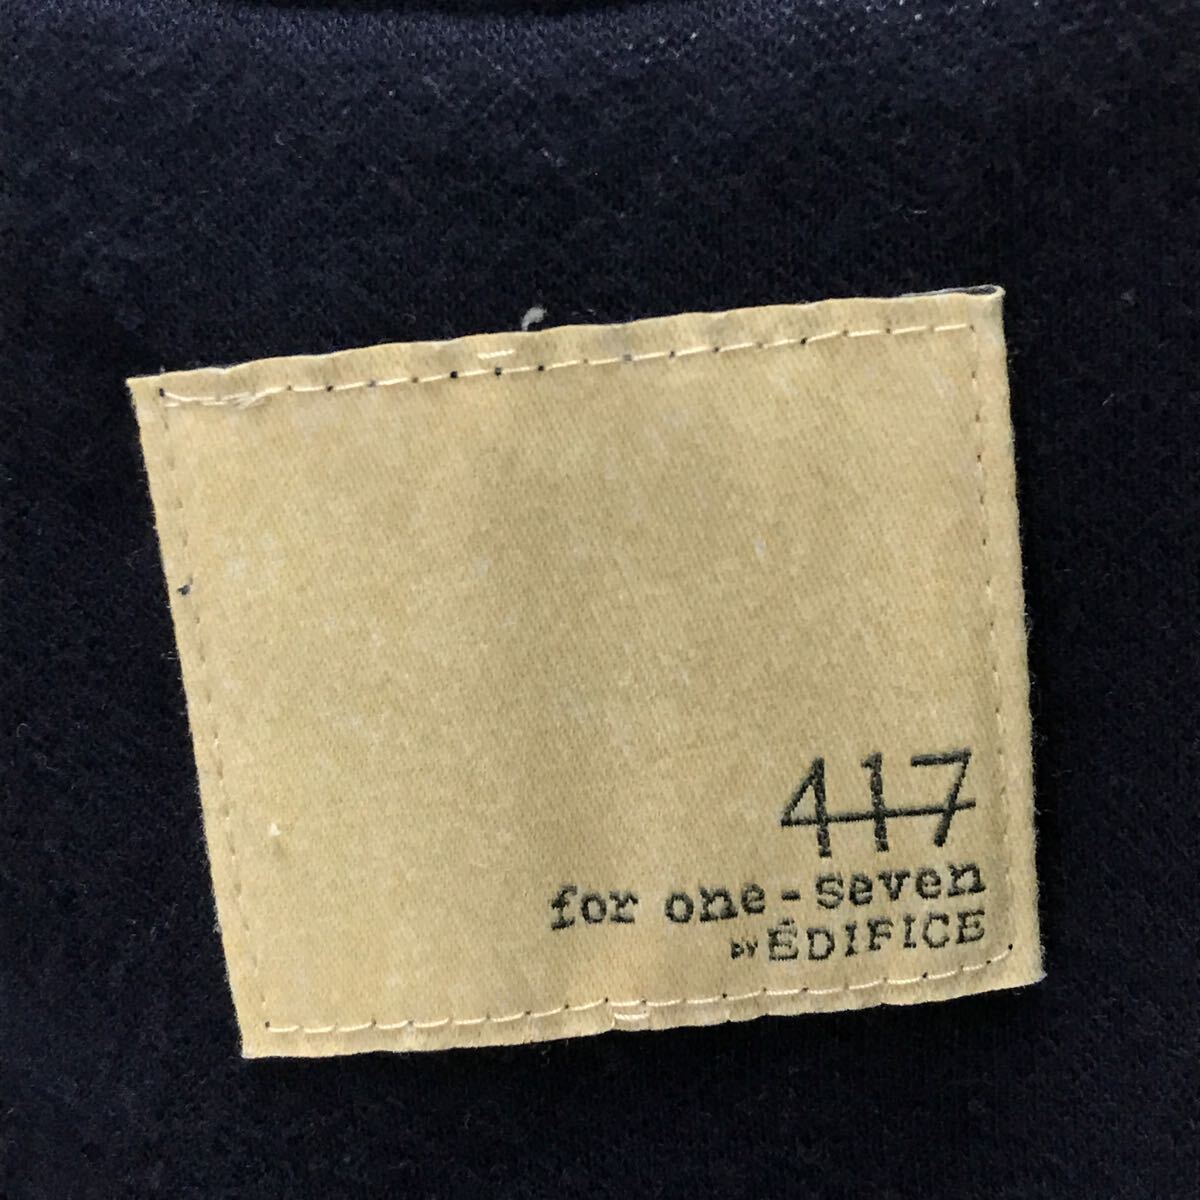 417
for one-seven
BY ÉDIFICE